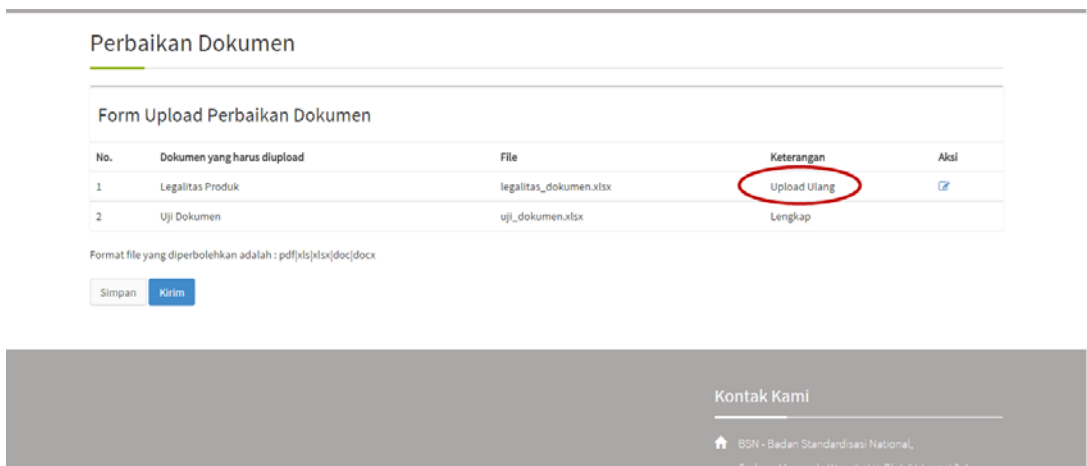 Perbaikan Dokumen
Form Upload Perbaikan Dokumen
No. Dokumen yang harus diupload File Keterangan Aksi
1 Legalitas Produk legalitas_dokumen.xlsx Upload Ulang
2 Uji Dokumen uji_dokumen.xlsx Lengkap
Format file yang diperbolehkan adalah : pdf|xls|xlsx|doc|docx
Simpan Kirim
Kontak Kami
BSN - Badan Standardisasi National,